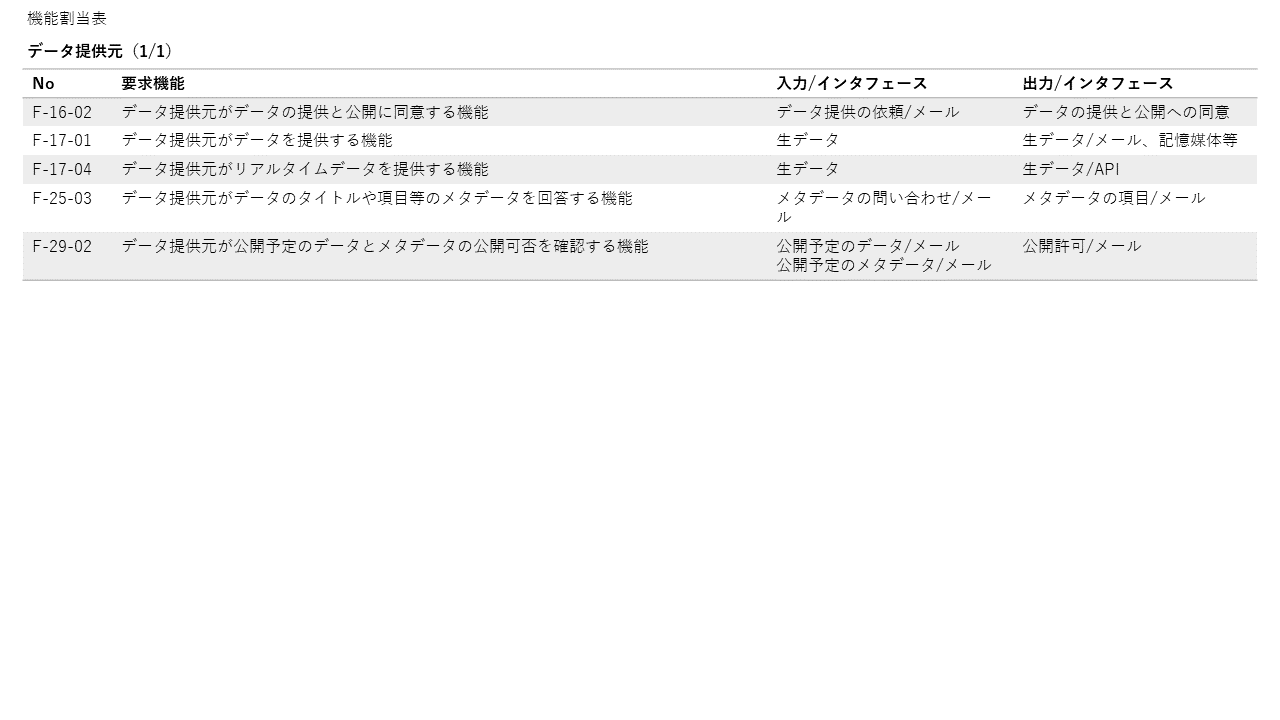 機能割当表
データ提供元（1/1）
No 要求機能 入力/インタフェース 出力/インタフェース
F-16-02 データ提供元がデータの提供と公開に同意する機能 データ提供の依頼/メール データの提供と公開への同意
F-17-01 データ提供元がデータを提供する機能 生データ 生データ/メール、記憶媒体等
F-17-04 データ提供元がリアルタイムデータを提供する機能 生データ 生データ/API
F-25-03 データ提供元がデータのタイトルや項目等のメタデータを回答する機能 メタデータの問い合わせ/メー メタデータの項目/メール
ル
F-29-02 データ提供元が公開予定のデータとメタデータの公開可否を確認する機能 公開予定のデータ/メール 公開許可/メール
公開予定のメタデータ/メール